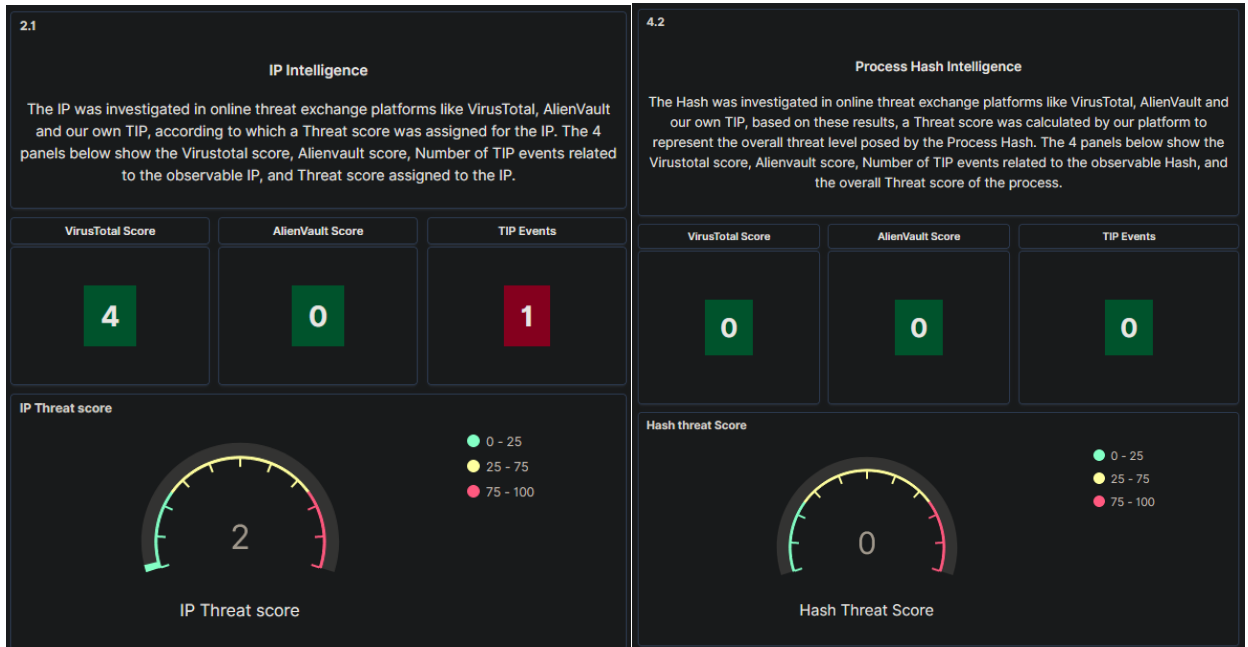 2.1
IP Intelligence
The IP was investigated in online threat exchange platforms like VirusTotal, AlienVault
and our own TIP, according to which a Threat score was assigned for the IP. The 4
panels below show the Virustotal score, Alienvault score, Number of TIP events related
to the observable IP, and Threat score assigned to the IP.
VirusTotal Score
AlienVault Score
TIP Events
4
0
1
IP Threat score
0 - 25
25 - 75
75 - 100
2
IP Threat score
4.2
Process Hash Intelligence
The Hash was investigated in online threat exchange platforms like VirusTotal, AlienVault and
our own TIP, based on these results, a Threat score was calculated by our platform to
represent the overall threat level posed by the Process Hash. The 4 panels below show the
Virustotal score, Alienvault score, Number of TIP events related to the observable Hash, and
the overall Threat score of the process.
VirusTotal Score
AlienVault Score
TIP Events
0
0
0
Hash threat Score
0 - 25
25 - 75
75 - 100
0
Hash Threat Score